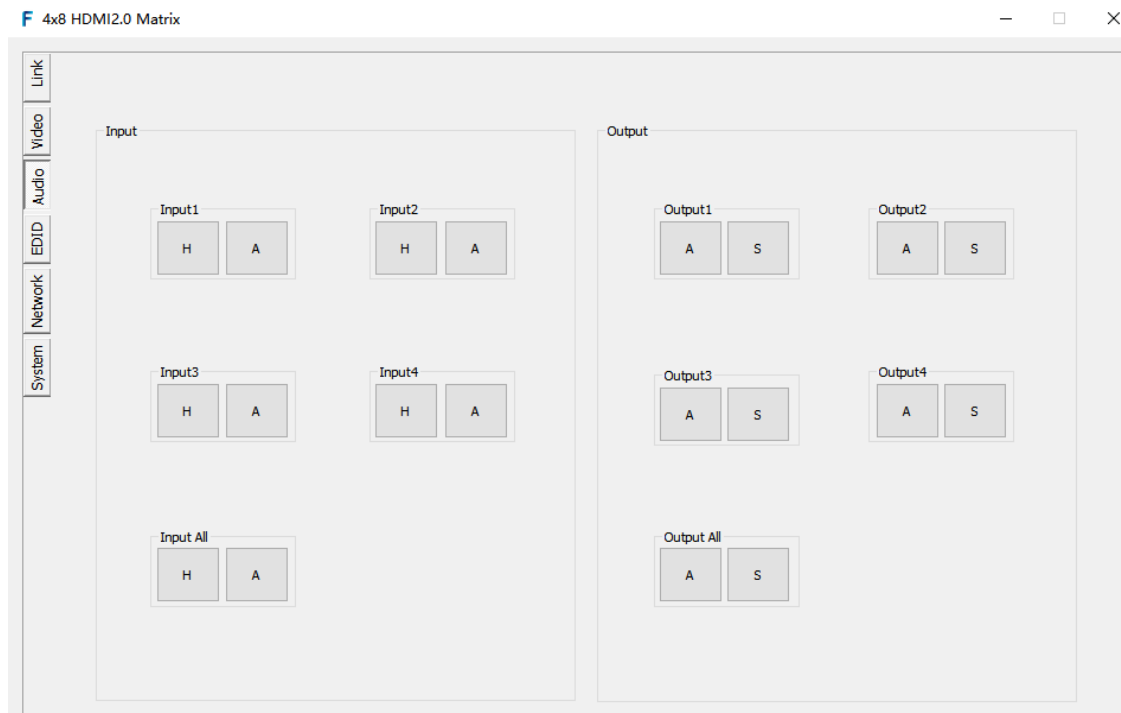 4x8 HDMI2.0 Matrix
Link
Video
Audio
EDID
Network
System
Input
Input1
H A
Input2
H A
Input3
H A
Input4
H A
Input All
H A
Output
Output1
A S
Output2
A S
Output3
A S
Output4
A S
Output All
A S